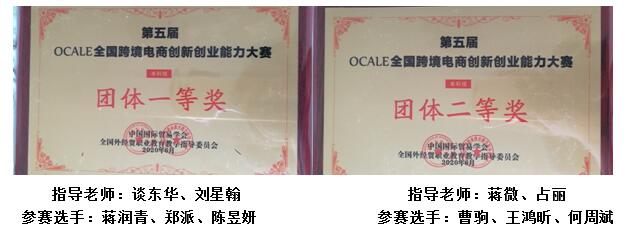 第五届
OCALE全国跨境电商创新创业能力大赛
本科组
团体一等奖
中国国际贸易学会
全国外经贸职业教育教学指导委员会
2020年6月
指导老师：谈东华、刘星翰
参赛选手：蒋润青、郑派、陈昱妍
第五届
OCALE全国跨境电商创新创业能力大赛
本科组
团体二等奖
中国国际贸易学会
全国外经贸职业教育教学指导委员会
2020年6月
指导老师：蒋微、占丽
参赛选手：曹驹、王鸿昕、何周斌